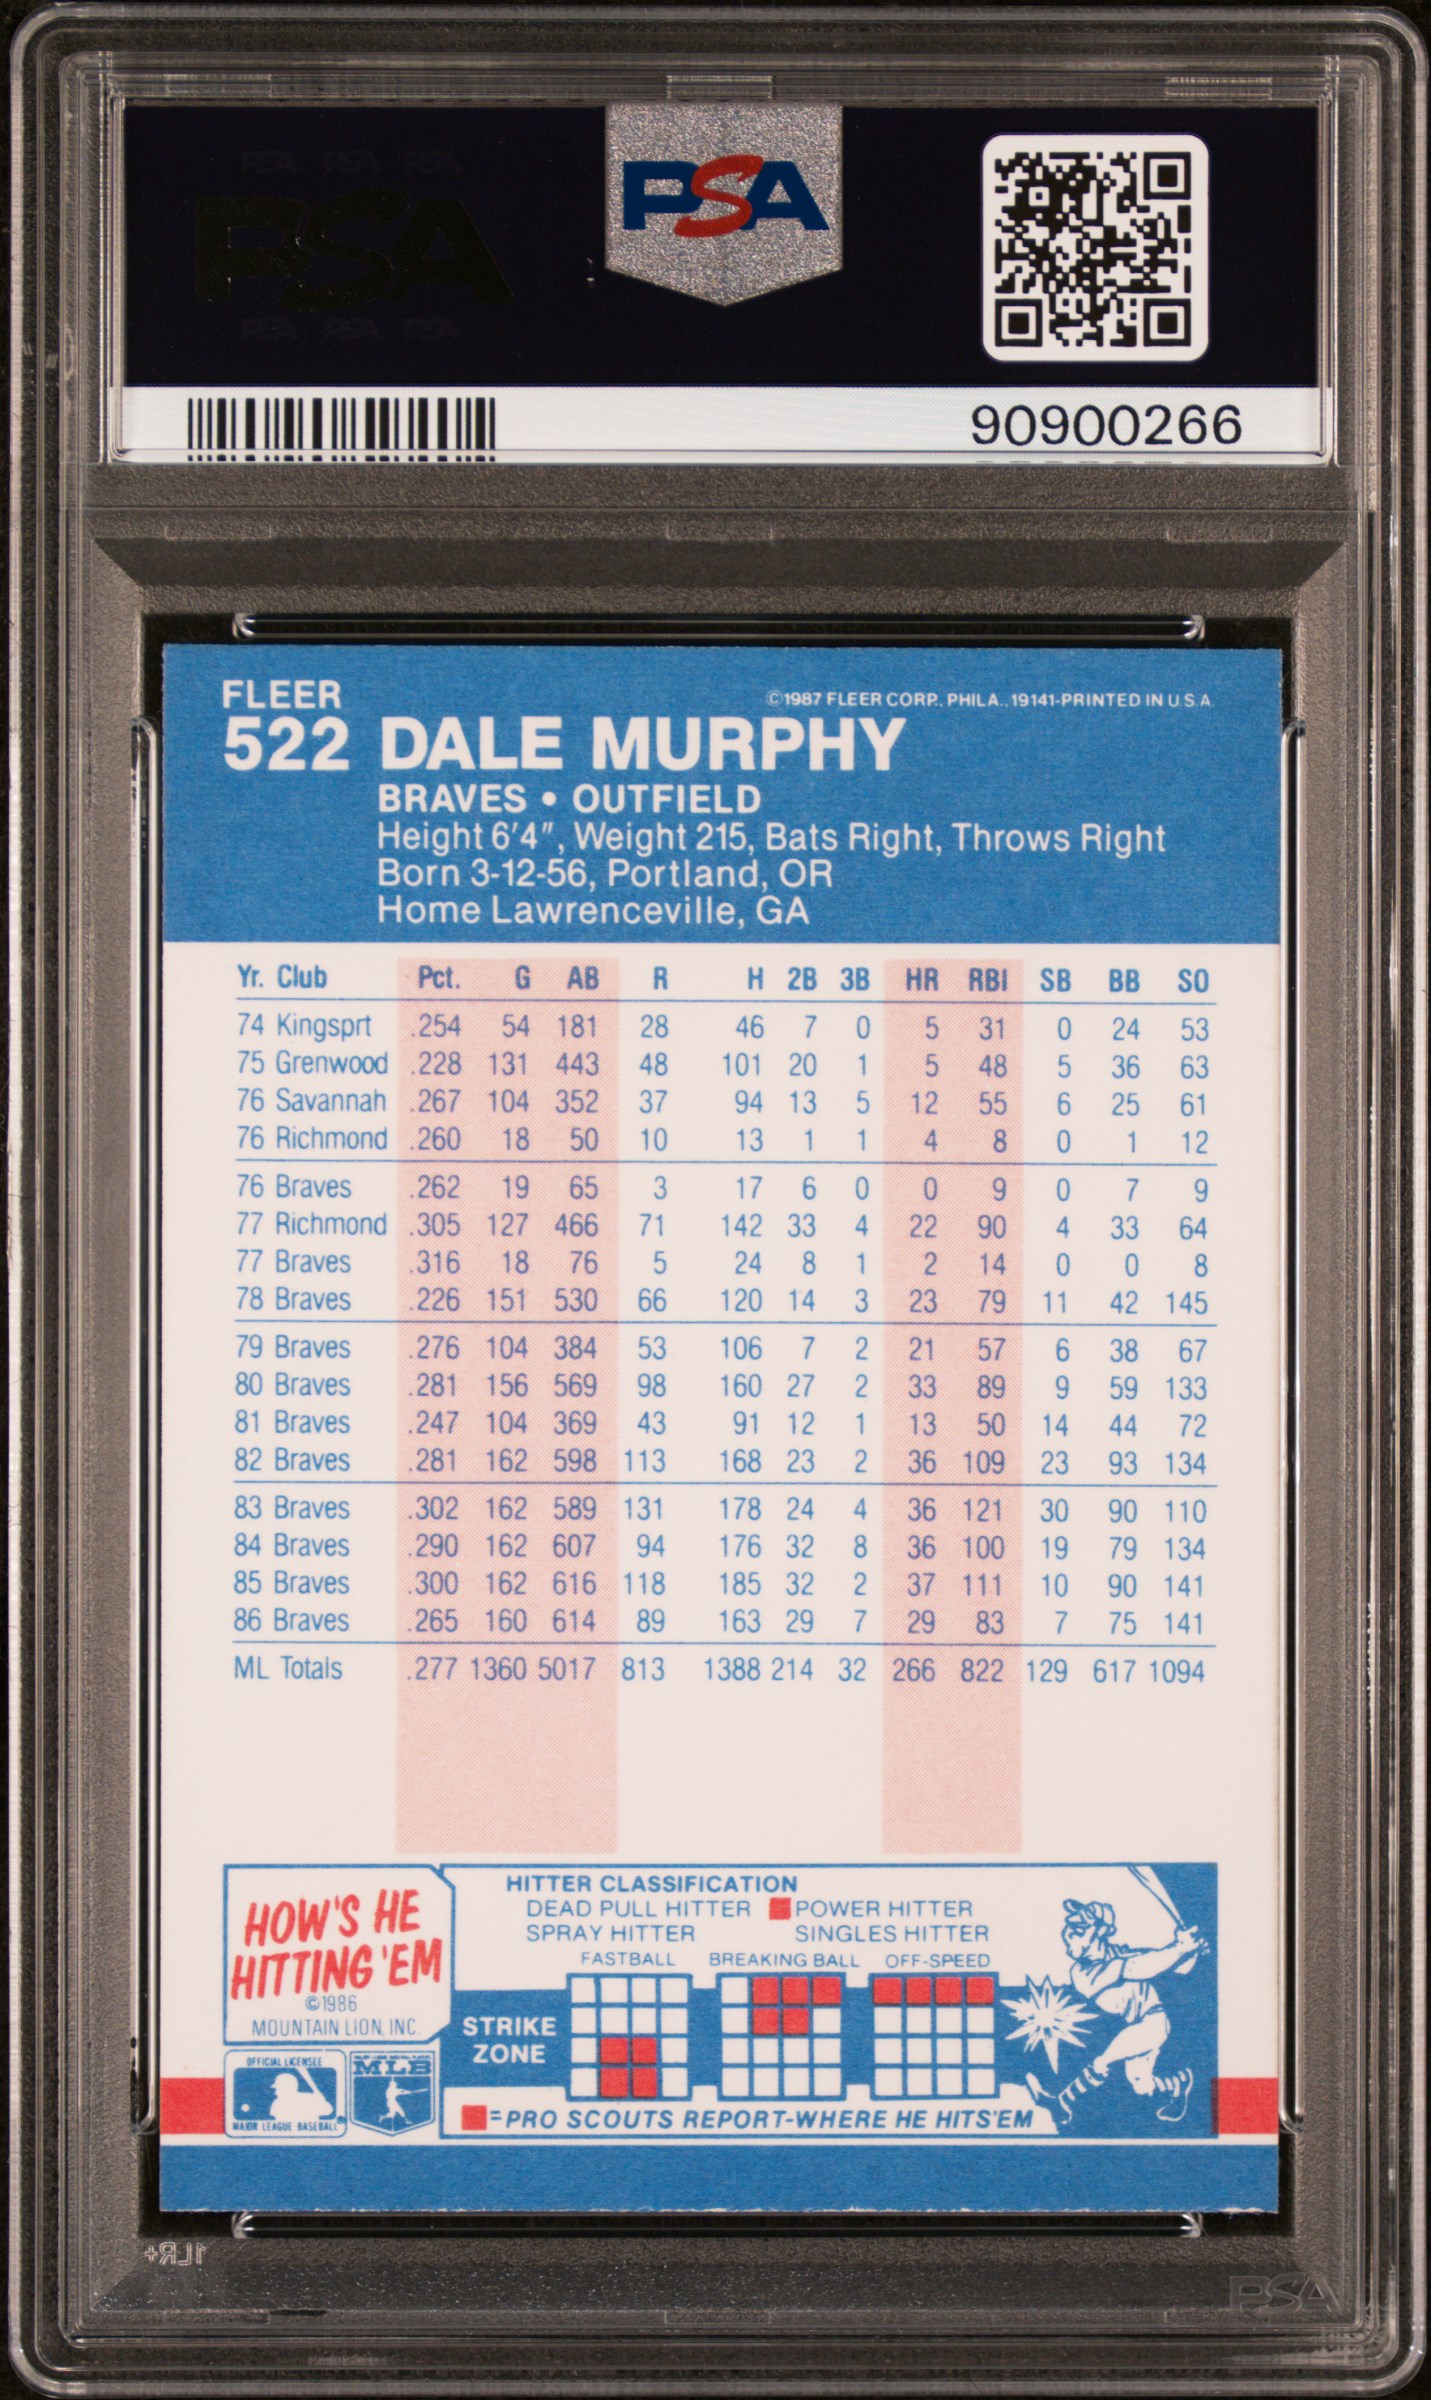 PSA PSA PSA
PSA
PSA PSA PSA
PSA
90900266
FLEER
©1987 FLEER CORP., PHILA., 19141-PRINTED IN U.S.A.
522 DALE MURPHY
BRAVES • OUTFIELD
Height 6'4", Weight 215, Bats Right, Throws Right
Born 3-12-56, Portland, OR
Home Lawrenceville, GA
Yr. Club Pct. G AB R H 2B 3B HR RBI SB BB SO
74 Kingsprt .254 54 181 28 46 7 0 5 31 0 24 53
75 Grenwood .228 131 443 48 101 20 1 5 48 5 36 63
76 Savannah .267 104 352 37 94 13 5 12 55 6 25 61
76 Richmond .260 18 50 10 13 1 1 4 8 0 1 12
76 Braves .262 19 65 3 17 6 0 0 9 0 7 9
77 Richmond .305 127 466 71 142 33 4 22 90 4 33 64
77 Braves .316 18 76 5 24 8 1 2 14 0 0 8
78 Braves .226 151 530 66 120 14 3 23 79 11 42 145
79 Braves .276 104 384 53 106 7 2 21 57 6 38 67
80 Braves .281 156 569 98 160 27 2 33 89 9 59 133
81 Braves .247 104 369 43 91 12 1 13 50 14 44 72
82 Braves .281 162 598 113 168 23 2 36 109 23 93 134
83 Braves .302 162 589 131 178 24 4 36 121 30 90 110
84 Braves .290 162 607 94 176 32 8 36 100 19 79 134
85 Braves .300 162 616 118 185 32 2 37 111 10 90 141
86 Braves .265 160 614 89 163 29 7 29 83 7 75 141
ML Totals .277 1360 5017 813 1388 214 32 266 822 129 617 1094
HOW'S HE
HITTING 'EM
©1986
MOUNTAIN LION, INC.
HITTER CLASSIFICATION
DEAD PULL HITTER POWER HITTER
SPRAY HITTER SINGLES HITTER
FASTBALL BREAKING BALL OFF-SPEED
STRIKE
ZONE
=PRO SCOUTS REPORT-WHERE HE HITS'EM
OFFICIAL LICENSEE
MAJOR LEAGUE BASEBALL
MLB
1LR+
PSA